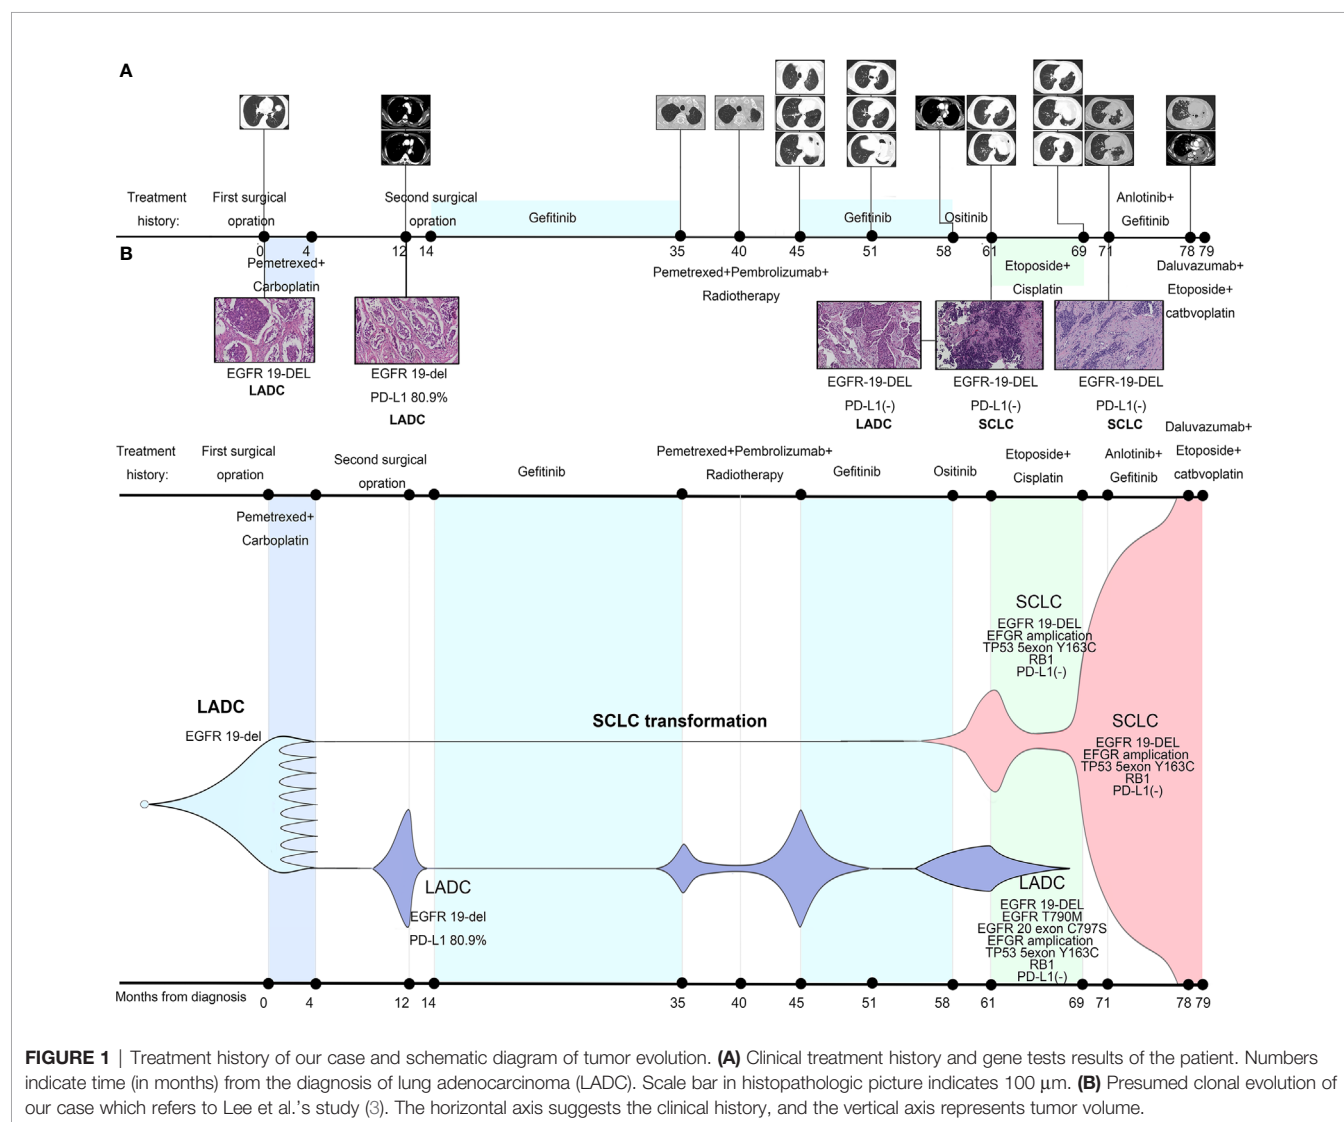 A
Treatment
history:
First surgical
opration
Second surgical
opration
Gefitinib
Gefitinib
Ositinib
Anlotinib+
Gefitinib
0
4
12
14
35
40
45
51
58
61
69
71
78
79
B
Pemetrexed+
Carboplatin
Pemetrexed+Pembrolizumab+
Radiotherapy
Etoposide+
Cisplatin
Daluvazumab+
Etoposide+
catbvoplatin
EGFR 19-DEL
LADC
EGFR 19-del
PD-L1 80.9%
LADC
EGFR-19-DEL
PD-L1(-)
LADC
EGFR-19-DEL
PD-L1(-)
SCLC
EGFR-19-DEL
PD-L1(-)
SCLC
Treatment
history:
First surgical
opration
Second surgical
opration
Gefitinib
Pemetrexed+Pembrolizumab+
Radiotherapy
Gefitinib
Ositinib
Etoposide+
Cisplatin
Anlotinib+
Gefitinib
Daluvazumab+
Etoposide+
catbvoplatin
Pemetrexed+
Carboplatin
SCLC
EGFR 19-DEL
EFGR amplication
TP53 5exon Y163C
RB1
PD-L1(-)
LADC
EGFR 19-del
SCLC transformation
SCLC
EGFR 19-DEL
EFGR amplication
TP53 5exon Y163C
RB1
PD-L1(-)
LADC
EGFR 19-del
PD-L1 80.9%
LADC
EGFR 19-DEL
EGFR T790M
EGFR 20 exon C797S
EFGR amplication
TP53 5exon Y163C
RB1
PD-L1(-)
Months from diagnosis
0
4
12
14
35
40
45
51
58
61
69
71
78
79
FIGURE 1 | Treatment history of our case and schematic diagram of tumor evolution. (A) Clinical treatment history and gene tests results of the patient. Numbers
indicate time (in months) from the diagnosis of lung adenocarcinoma (LADC). Scale bar in histopathologic picture indicates 100 μm. (B) Presumed clonal evolution of
our case which refers to Lee et al.'s study (3). The horizontal axis suggests the clinical history, and the vertical axis represents tumor volume.